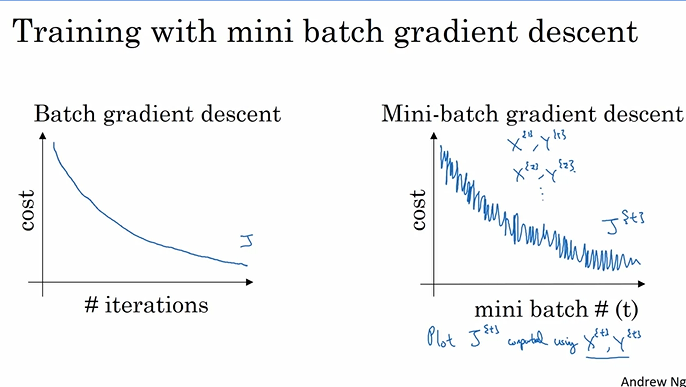 Training with mini batch gradient descent
Batch gradient descent
cost
J
# iterations
Mini-batch gradient descent
X^{1}, Y^{1}
X^{2}, Y^{2}.
⋮
cost
J^{t}
mini batch # (t)
Plot J^{t} computed using X^{t}, Y^{t}
Andrew Ng